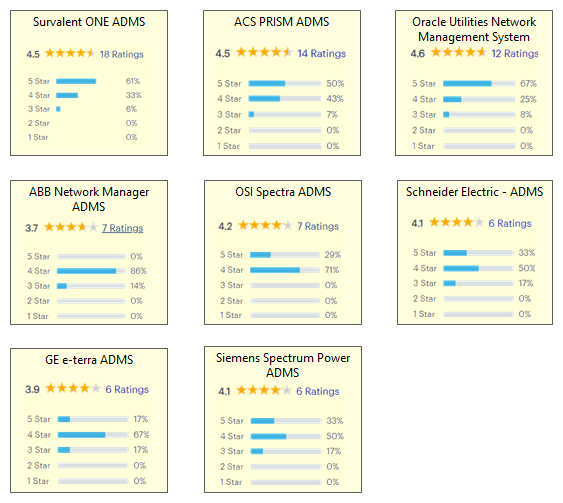 Survalent ONE ADMS
4.5 18 Ratings
5 Star 61%
4 Star 33%
3 Star 6%
2 Star 0%
1 Star 0%
ACS PRISM ADMS
4.5 14 Ratings
5 Star 50%
4 Star 43%
3 Star 7%
2 Star 0%
1 Star 0%
Oracle Utilities Network
Management System
4.6 12 Ratings
5 Star 67%
4 Star 25%
3 Star 8%
2 Star 0%
1 Star 0%
ABB Network Manager
ADMS
3.7 7 Ratings
5 Star 0%
4 Star 86%
3 Star 14%
2 Star 0%
1 Star 0%
OSI Spectra ADMS
4.2 7 Ratings
5 Star 29%
4 Star 71%
3 Star 0%
2 Star 0%
1 Star 0%
Schneider Electric - ADMS
4.1 6 Ratings
5 Star 33%
4 Star 50%
3 Star 17%
2 Star 0%
1 Star 0%
GE e-terra ADMS
3.9 6 Ratings
5 Star 17%
4 Star 67%
3 Star 17%
2 Star 0%
1 Star 0%
Siemens Spectrum Power
ADMS
4.1 6 Ratings
5 Star 33%
4 Star 50%
3 Star 17%
2 Star 0%
1 Star 0%